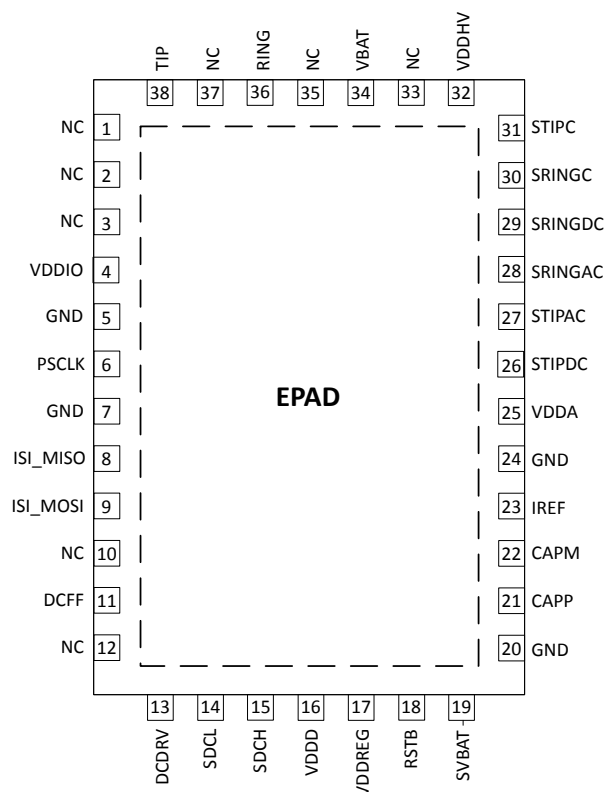 TIP NC RING NC VBAT NC VDDHV
38 37 36 35 34 33 32
NC 1
NC 2
NC 3
VDDIO 4
GND 5
PSCLK 6
GND 7
ISI_MISO 8
ISI_MOSI 9
NC 10
DCFF 11
NC 12
EPAD
31 STIPC
30 SRINGC
29 SRINGDC
28 SRINGAC
27 STIPAC
26 STIPDC
25 VDDA
24 GND
23 IREF
22 CAPM
21 CAPP
20 GND
13 14 15 16 17 18 19
DCDRV SDCL SDCH VDDD VDDREG RSTB SVBAT